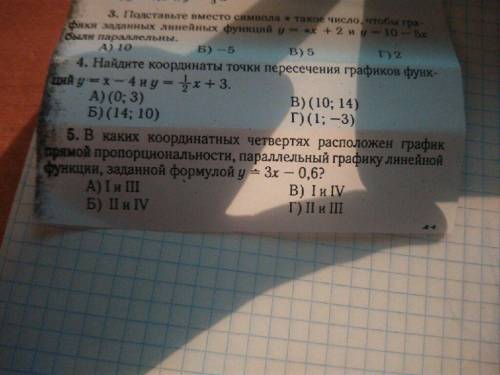 3. Подставьте вместо символа * такое число, чтобы гра-
фики заданных линейных функций y = *x + 2 и y = 10 − 5x
были параллельны.
А) 10 Б) −5 В) 5 Г) 2
4. Найдите координаты точки пересечения графиков функ-
ций y = x − 4 и y = 1/2 x + 3.
А) (0; 3) В) (10; 14)
Б) (14; 10) Г) (1; −3)
5. В каких координатных четвертях расположен график
прямой пропорциональности, параллельный графику линейной
функции, заданной формулой y = 3x − 0,6?
А) I и III В) I и IV
Б) II и IV Г) II и III